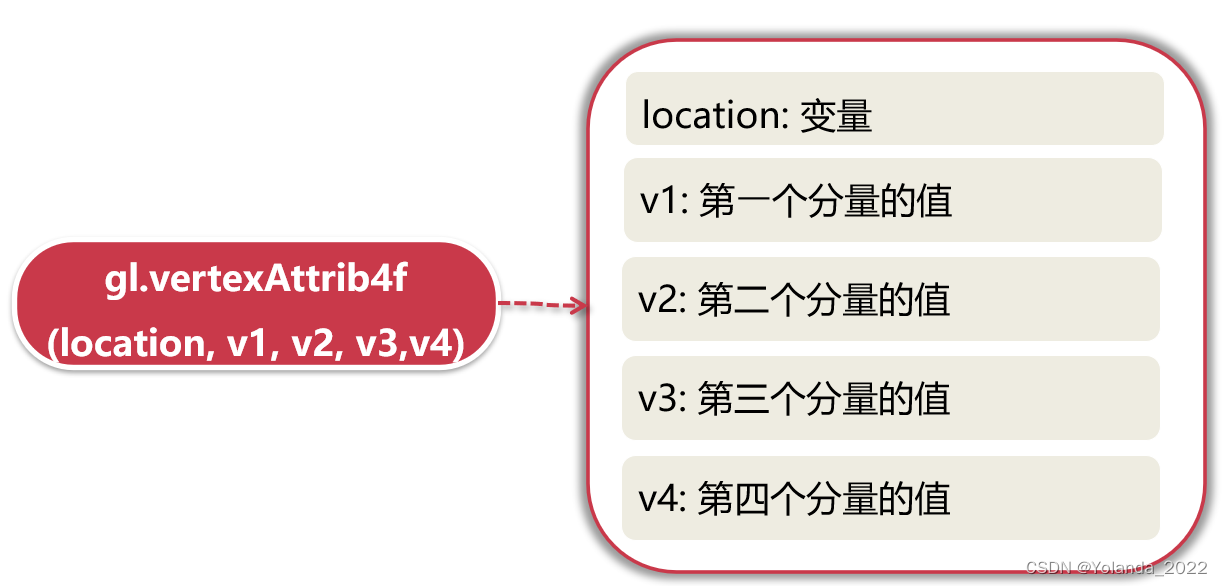 gl.vertexAttrib4f
(location, v1, v2, v3,v4)
location: 变量
v1: 第一个分量的值
v2: 第二个分量的值
v3: 第三个分量的值
v4: 第四个分量的值
CSDN @Yolanda_2022